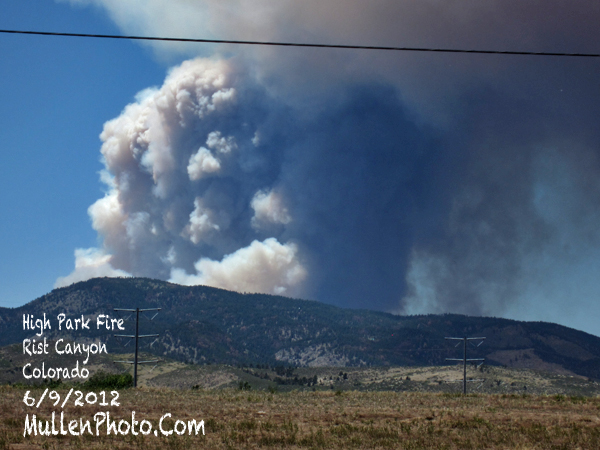 High Park Fire
Rist Canyon
Colorado
6/9/2012
MullenPhoto.Com